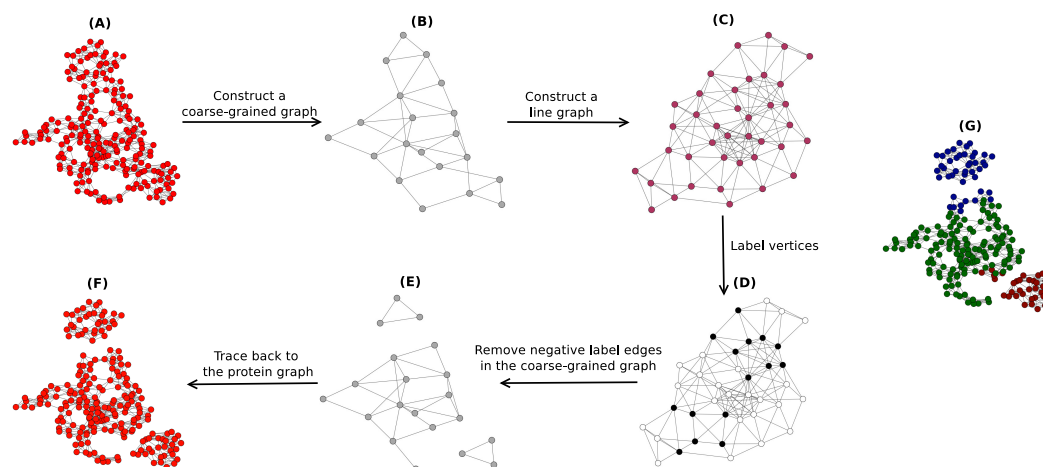 (A)
(B)
(C)
Construct a
coarse-grained graph
Construct a
line graph
(G)
Label vertices
(F)
(E)
(D)
Trace back to
the protein graph
Remove negative label edges
in the coarse-grained graph